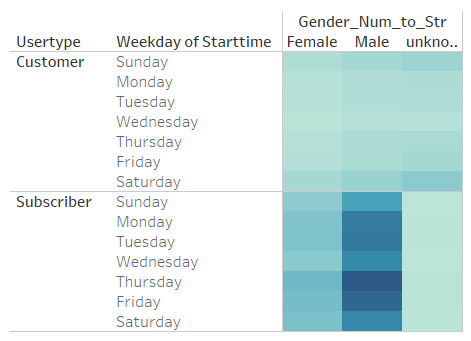 Gender_Num_to_Str
Usertype Weekday of Starttime Female Male unkno..
Customer Sunday
Monday
Tuesday
Wednesday
Thursday
Friday
Saturday
Subscriber Sunday
Monday
Tuesday
Wednesday
Thursday
Friday
Saturday